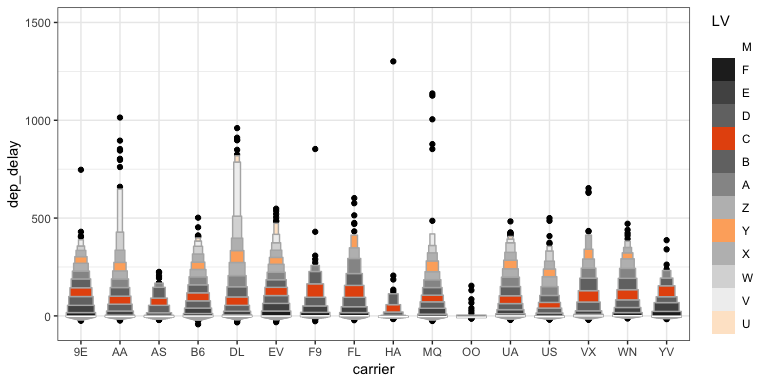 1500
1000
500
0
dep_delay
9E AA AS B6 DL EV F9 FL HA MQ OO UA US VX WN YV
carrier
LV
M
F
E
D
C
B
A
Z
Y
X
W
V
U